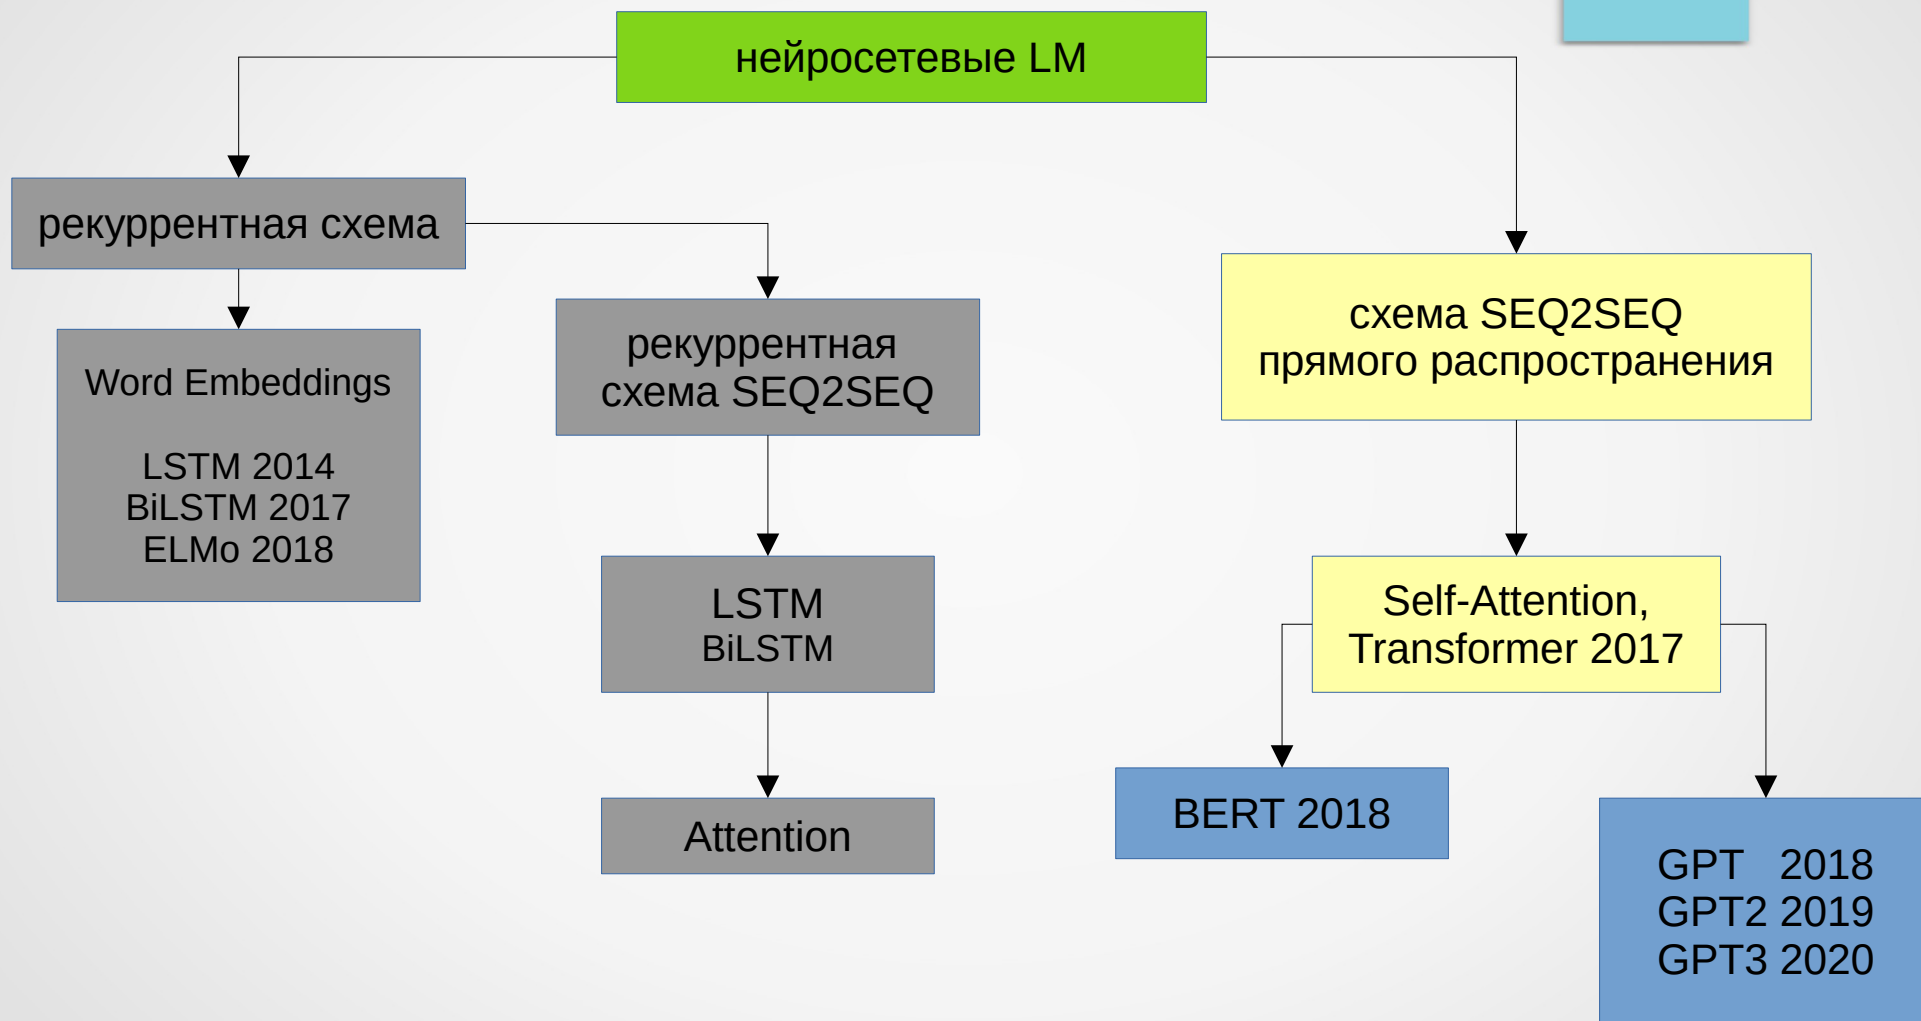 нейросетевые LM
рекуррентная схема
Word Embeddings
LSTM 2014
BiLSTM 2017
ELMo 2018
рекуррентная
схема SEQ2SEQ
LSTM
BiLSTM
Attention
схема SEQ2SEQ
прямого распространения
Self-Attention,
Transformer 2017
BERT 2018
GPT 2018
GPT2 2019
GPT3 2020